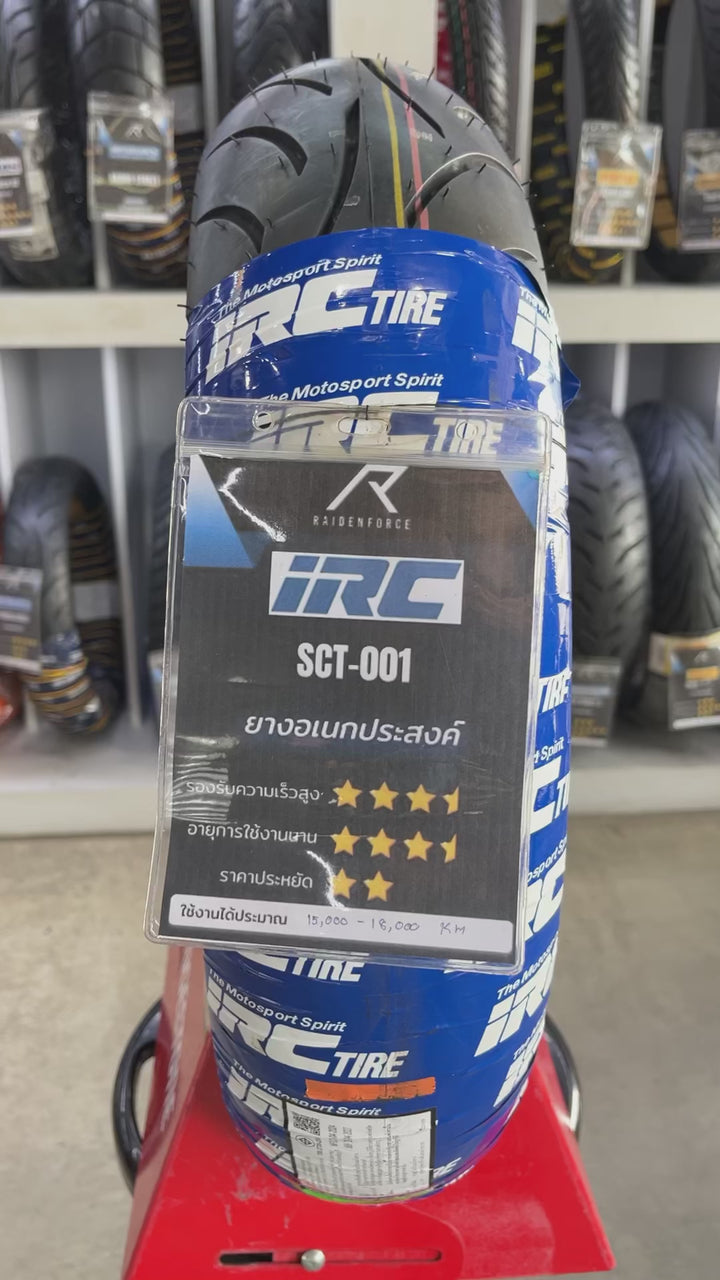 The Motosport Spirit
iRC TIRE
The Motosport Spirit
TIRE
RAIDENFORCE
iRC
SCT-001
ยางอเนกประสงค์
รองรับความเร็วสูง
อายุการใช้งานนาน
ราคาประหยัด
ใช้งานได้ประมาณ 15,000 - 18,000 KM
TIRE
The Motosport Spirit
iRC TIRE
The Motosport Spirit